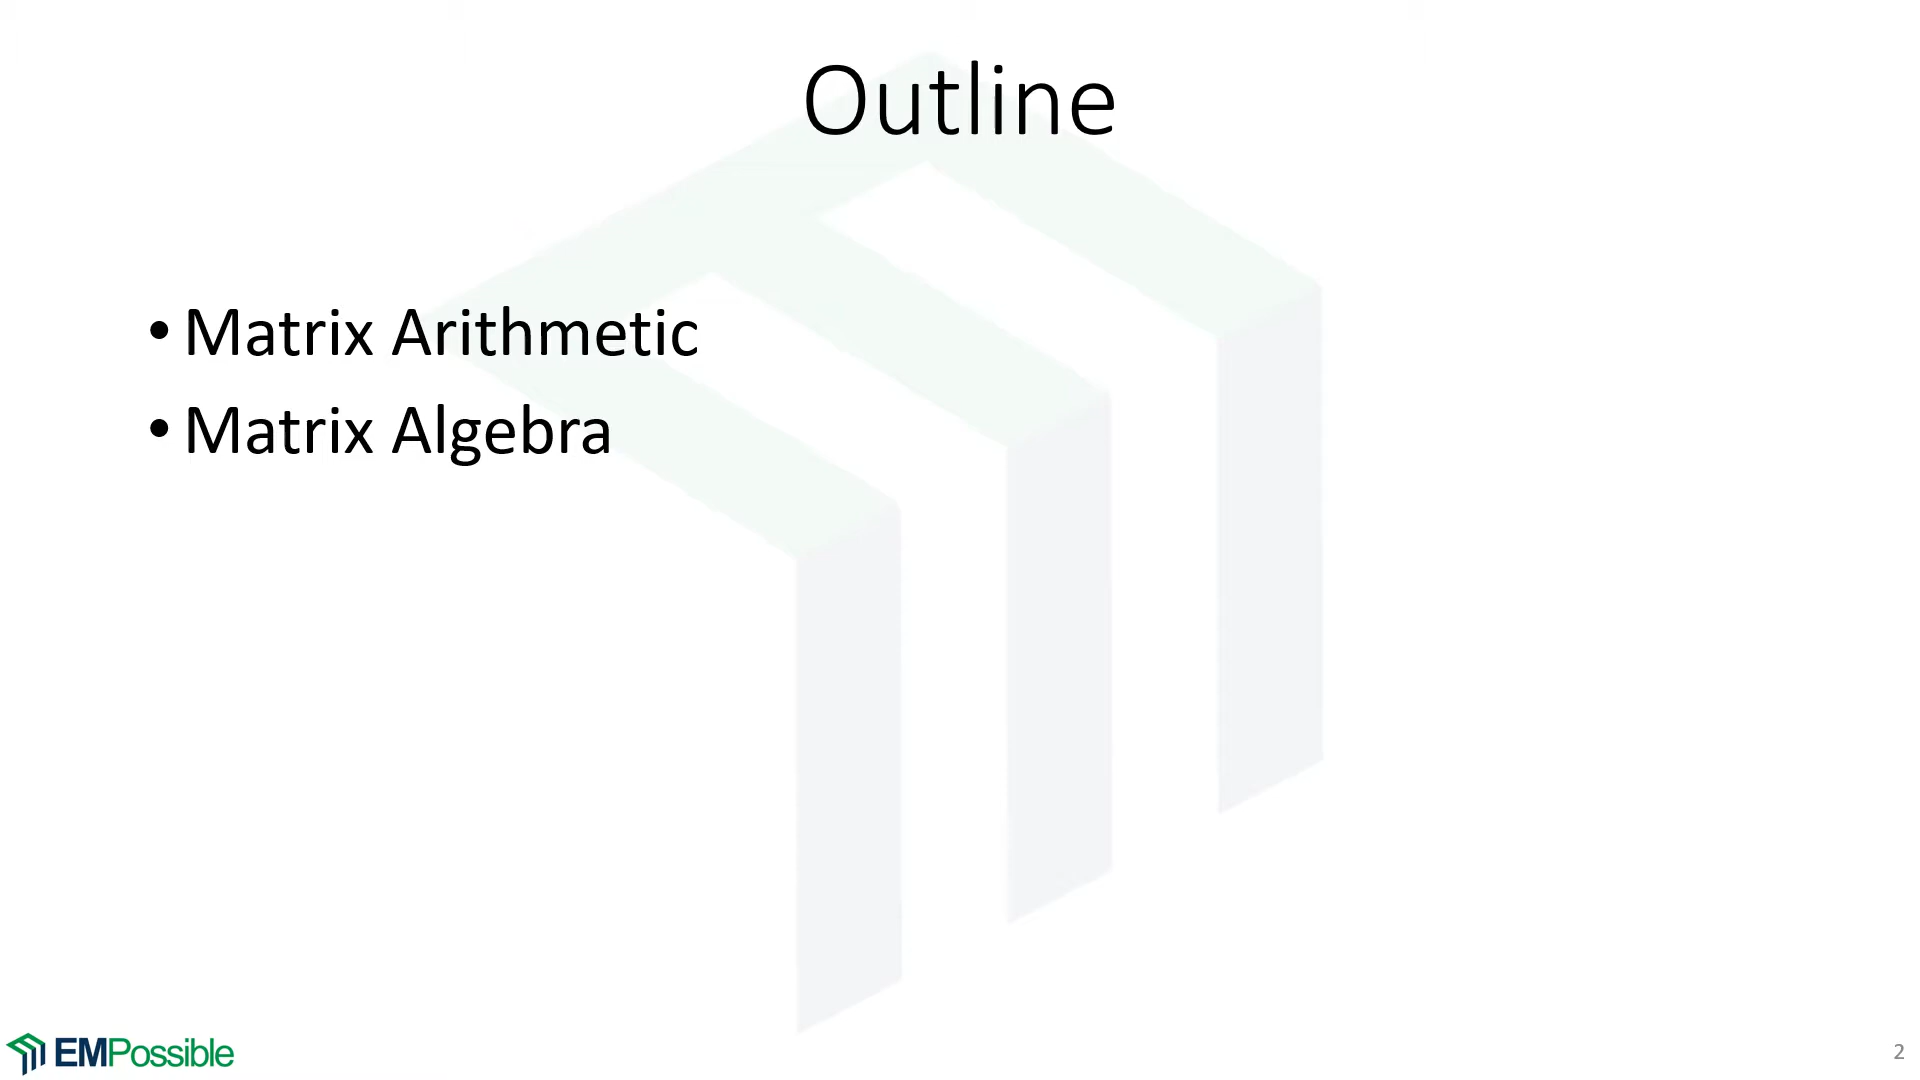 Outline
• Matrix Arithmetic
• Matrix Algebra
EMPossible
2